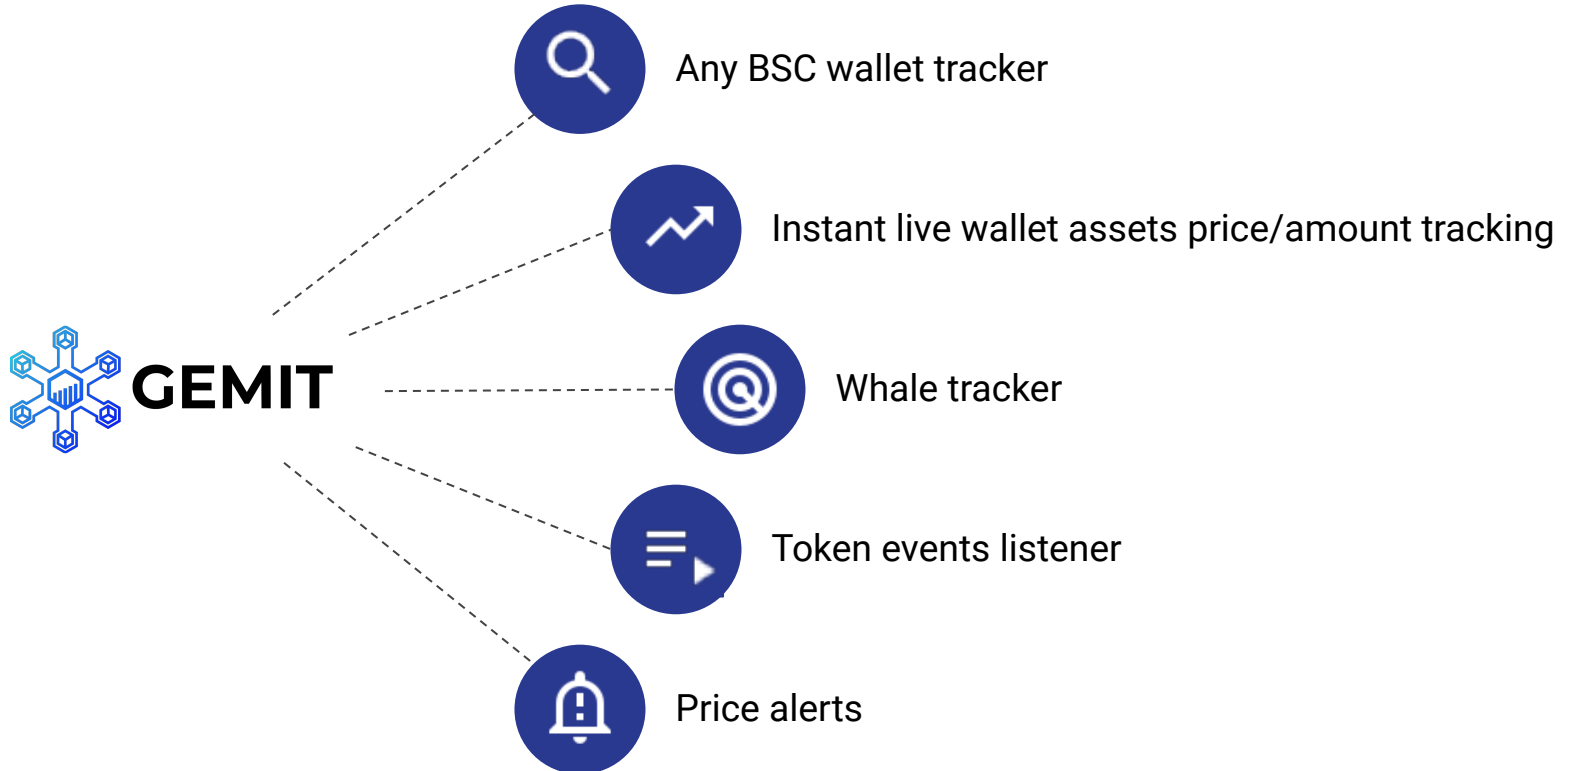 Any BSC wallet tracker
Instant live wallet assets price/amount tracking
GEMIT
Whale tracker
Token events listener
Price alerts